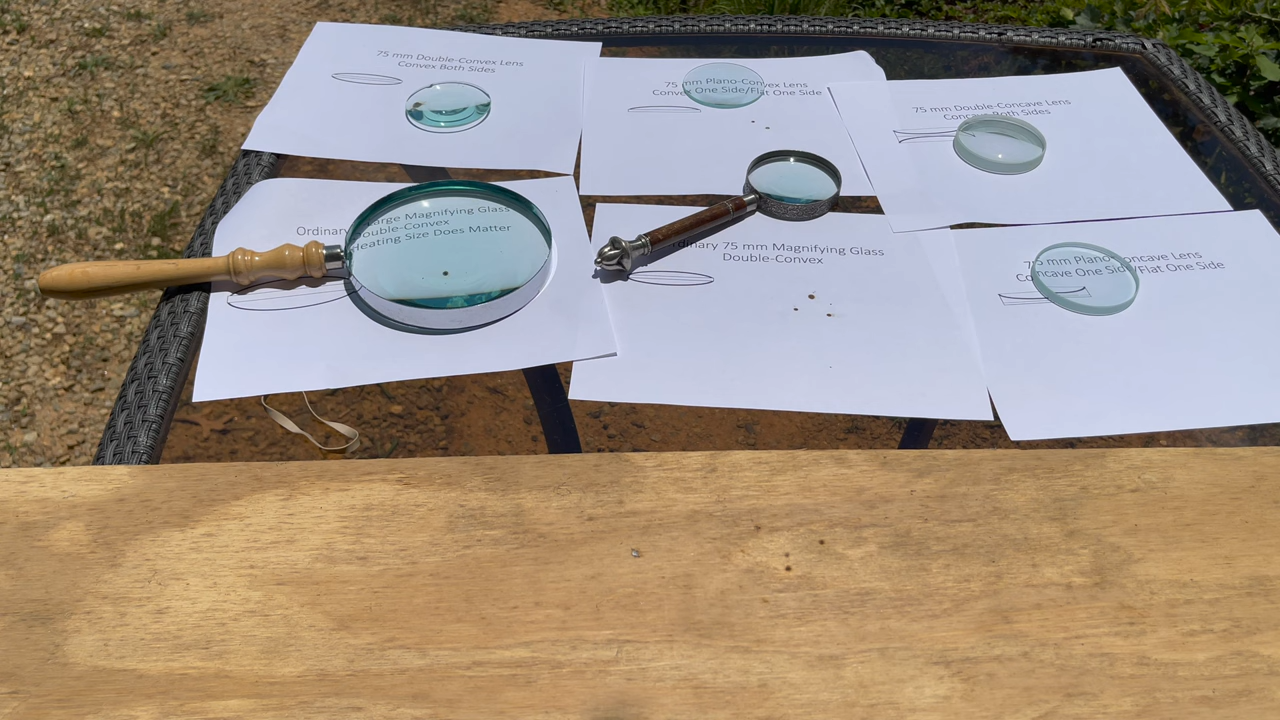 75 mm Double-Convex Lens
Convex Both Sides
75 mm Plano-Convex Lens
Convex One Side/Flat One Side
75 mm Double-Concave Lens
Concave Both Sides
Ordinary Large Magnifying Glass
Double-Convex
Heating Size Does Matter
Ordinary 75 mm Magnifying Glass
Double-Convex
75 mm Plano-Concave Lens
Concave One Side/Flat One Side